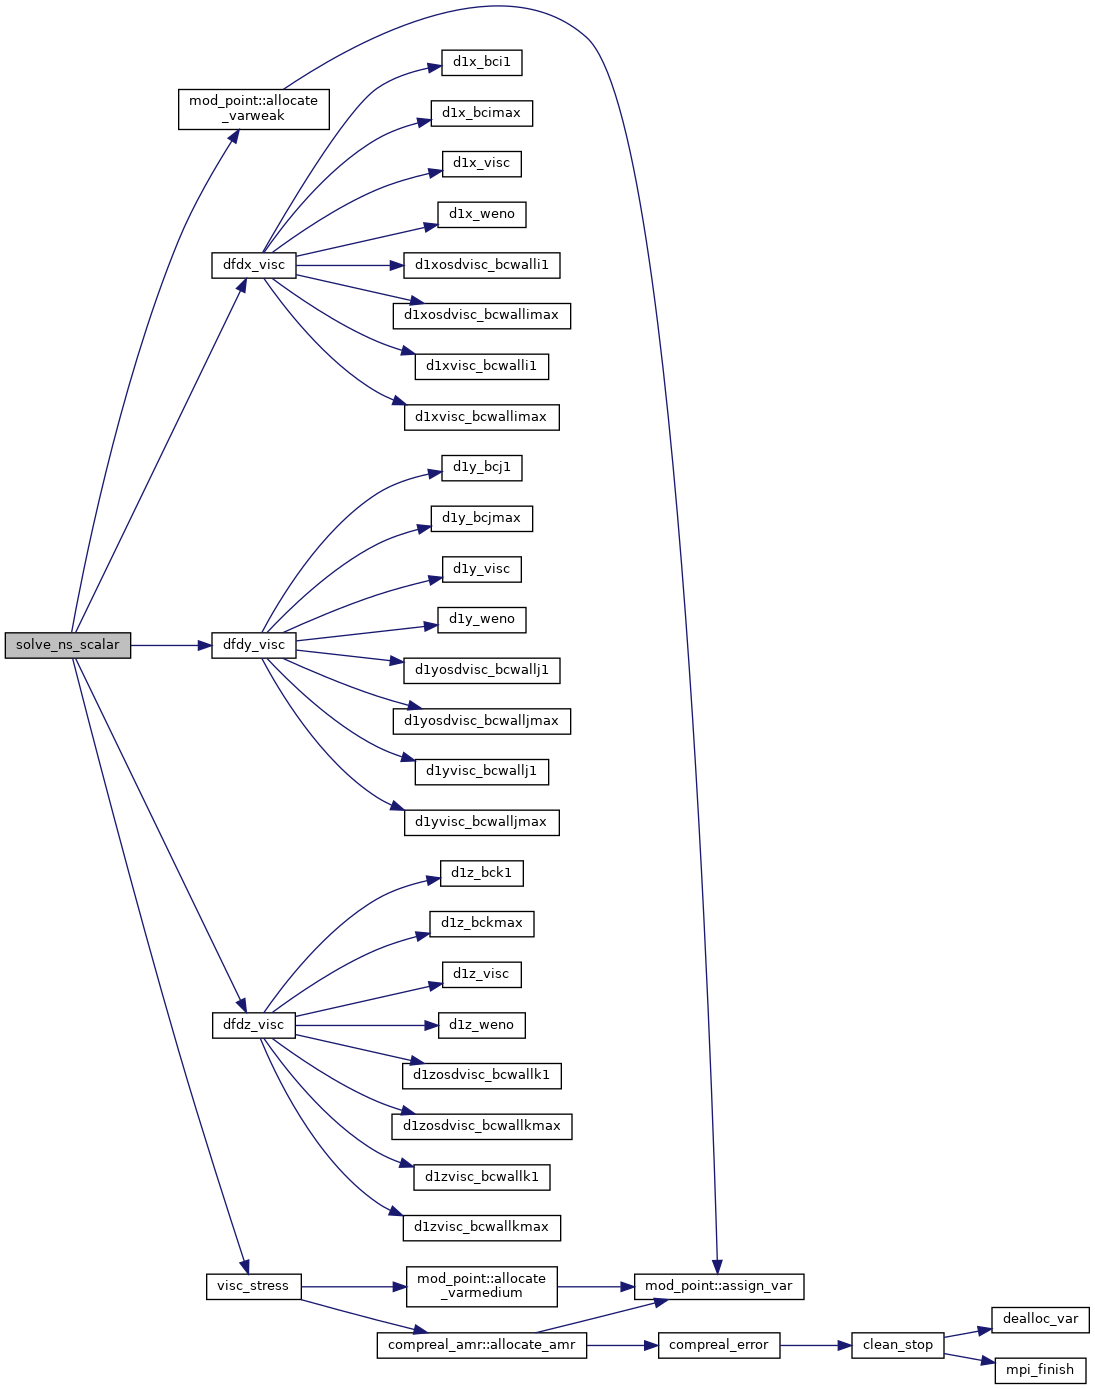 d1x_bci1
mod_point::allocate
_varweak
d1x_bcimax
d1x_visc
d1x_weno
dfdx_visc
d1xosdvisc_bcwalli1
d1xosdvisc_bcwallimax
d1xvisc_bcwalli1
d1xvisc_bcwallimax
d1y_bcj1
d1y_bcjmax
d1y_visc
d1y_weno
solve_ns_scalar
dfdy_visc
d1yosdvisc_bcwallj1
d1yosdvisc_bcwalljmax
d1yvisc_bcwallj1
d1yvisc_bcwalljmax
d1z_bck1
d1z_bckmax
d1z_visc
dfdz_visc
d1z_weno
d1zosdvisc_bcwallk1
d1zosdvisc_bcwallkmax
d1zvisc_bcwallk1
d1zvisc_bcwallkmax
visc_stress
mod_point::allocate
_varmedium
mod_point::assign_var
compreal_amr::allocate_amr
compreal_error
clean_stop
dealloc_var
mpi_finish